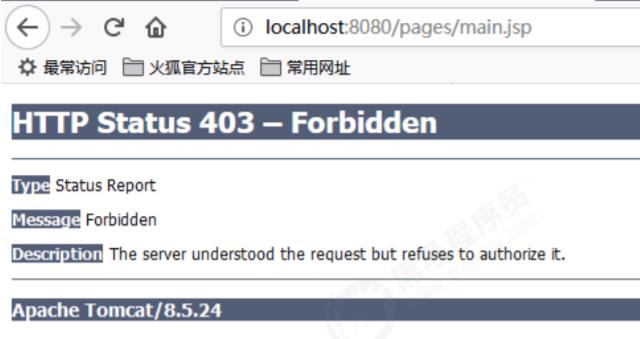 localhost:8080/pages/main.jsp
最常访问 火狐官方站点 常用网址
HTTP Status 403 – Forbidden
Type Status Report
Message Forbidden
Description The server understood the request but refuses to authorize it.
Apache Tomcat/8.5.24